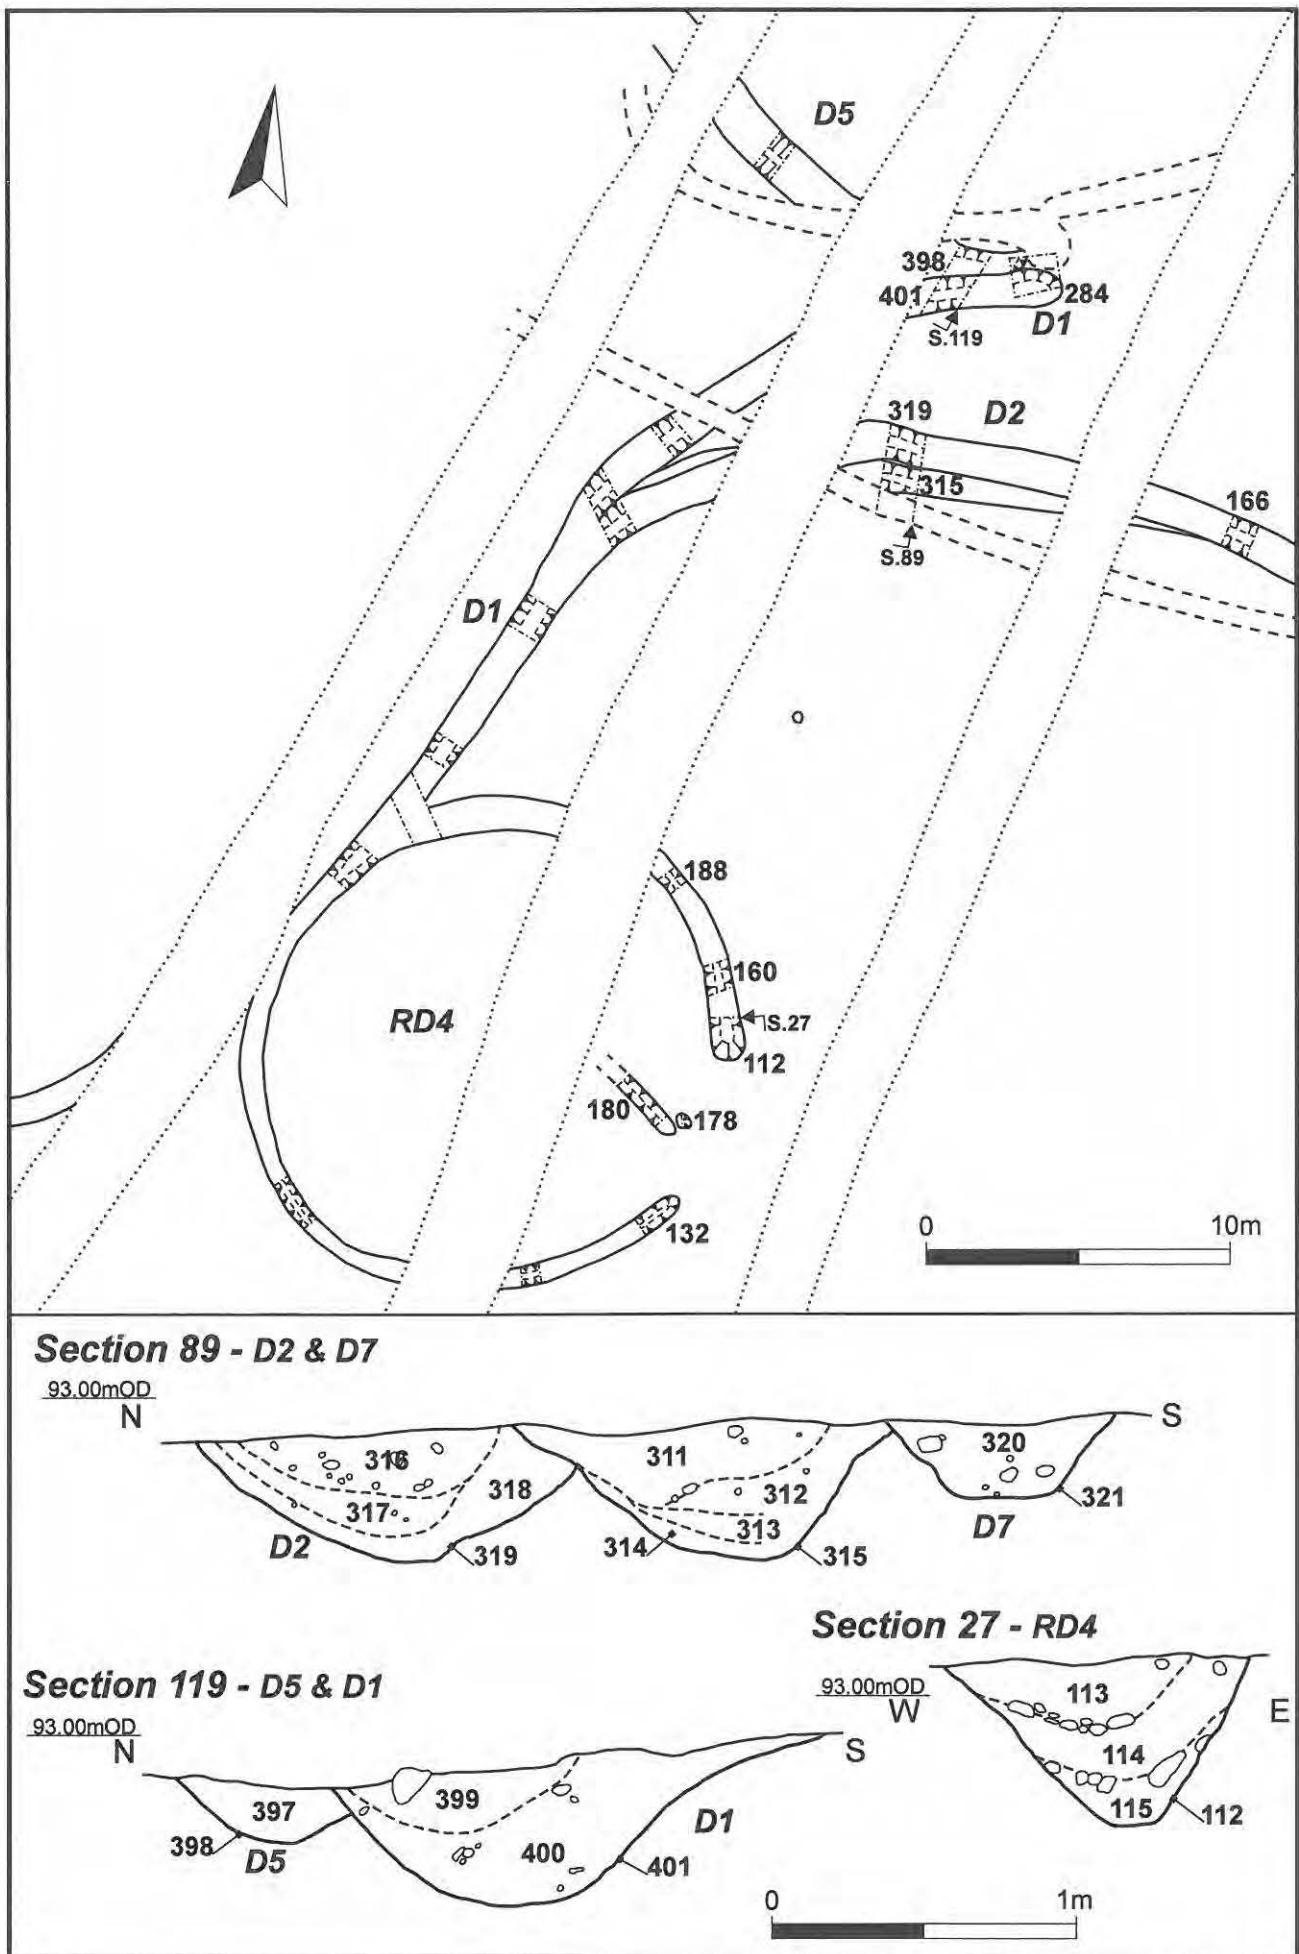 D5
398
401
284
D1
S.119
319
D2
315
166
S.89
D1
188
160
RD4
S.27
112
180
178
132
0 10m
Section 89 - D2 & D7
93.00mOD
N
S
316
311
320
318
312
317
313
321
D2
314
D7
319
315
Section 27 - RD4
93.00mOD
W
E
113
114
115
112
Section 119 - D5 & D1
93.00mOD
N
S
397
399
D1
398
D5
400
401
0 1m